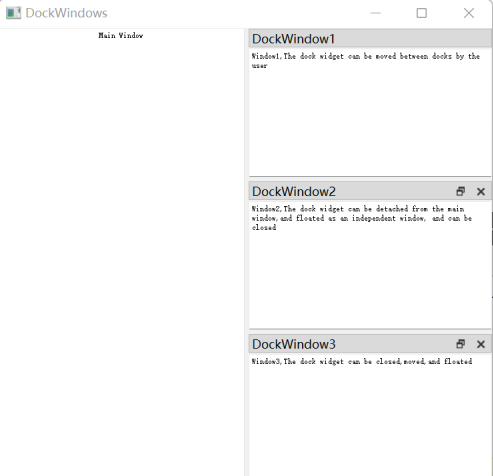 DockWindows
Main Window
DockWindow1
Window1,The dock widget can be moved between docks by the
user
DockWindow2
Window2,The dock widget can be detached from the main
window,and floated as an independent window, and can be
closed
DockWindow3
Window3,The dock widget can be closed,moved,and floated